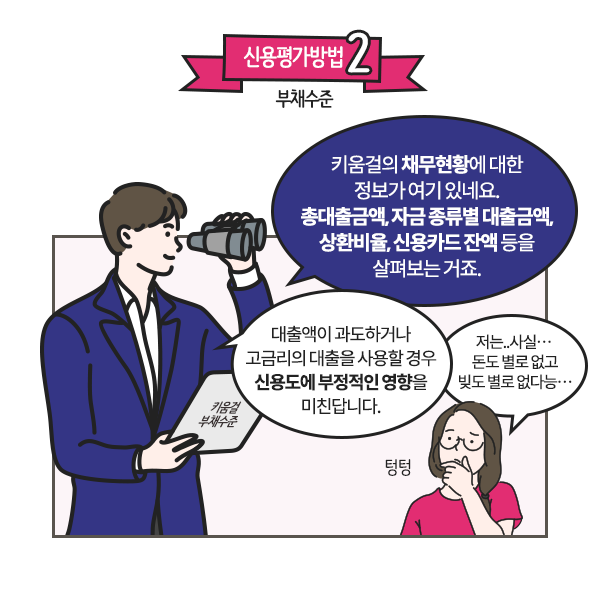 신용평가방법 2
부채수준
키움걸의 채무현황에 대한
정보가 여기 있네요.
총대출금액, 자금 종류별 대출금액,
상환비율, 신용카드 잔액 등을
살펴보는 거죠.
대출액이 과도하거나
고금리의 대출을 사용할 경우
신용도에 부정적인 영향을
미친답니다.
저는..사실…
돈도 별로 없고
빚도 별로 없다능…
키움걸
부채수준
텅텅